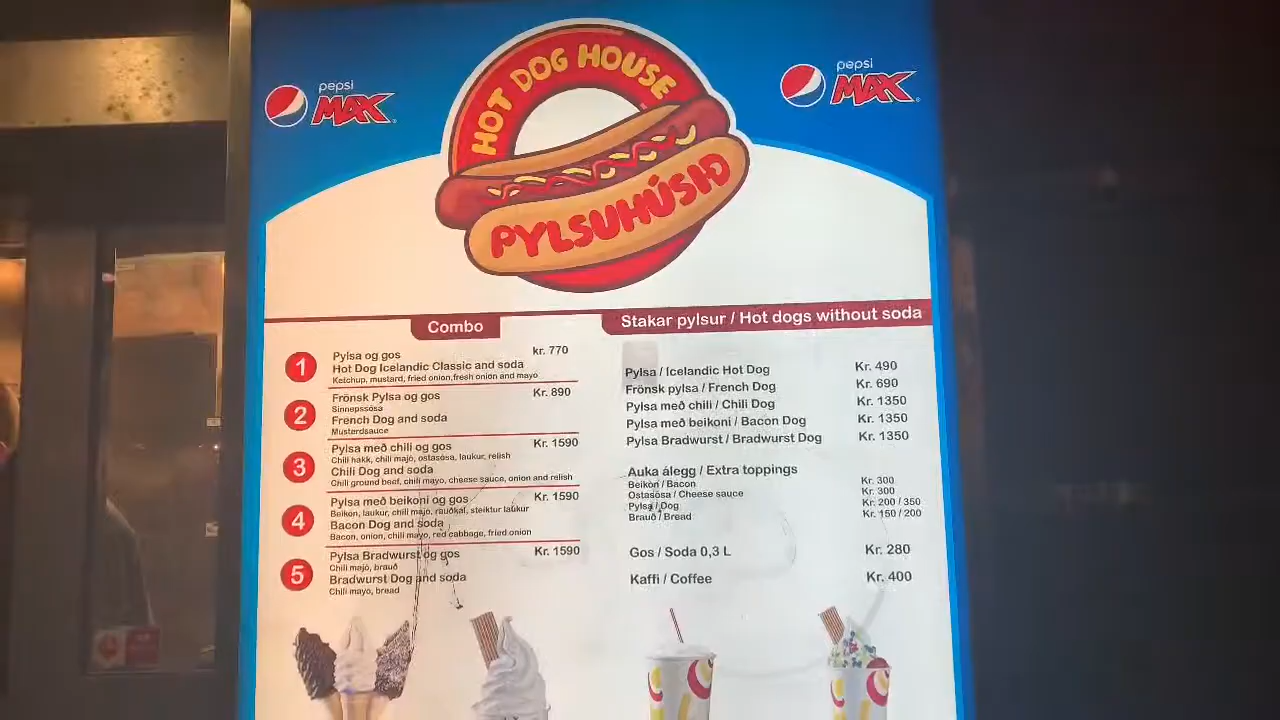 pepsi
MAX
HOT DOG HOUSE
PYLSUHÚSIÐ
pepsi
MAX
Combo
1
Pylsa og gos kr. 770
Hot Dog Icelandic Classic and soda
Ketchup, mustard, fried onion,fresh onion and mayo
2
Frönsk Pylsa og gos Kr. 890
Sinnepssósa
French Dog and soda
Musterdsauce
3
Pylsa með chili og gos Kr. 1590
Chili hakk, chili majó, ostasósa, laukur, relish
Chili Dog and soda
Chili ground beef, chili mayo, cheese sauce, onion and relish
4
Pylsa með beikoni og gos Kr. 1590
Beikon, laukur, chili majo, rauðkál, steiktur laukur
Bacon Dog and soda
Bacon, onion, chili mayo, red cabbage, fried onion
5
Pylsa Bradwurst og gos Kr. 1590
Chili majó, brauð
Bradwurst Dog and soda
Chili mayo, bread
Stakar pylsur / Hot dogs without soda
Pylsa / Icelandic Hot Dog Kr. 490
Frönsk pylsa / French Dog Kr. 690
Pylsa með chili / Chili Dog Kr. 1350
Pylsa með beikoni / Bacon Dog Kr. 1350
Pylsa Bradwurst / Bradwurst Dog Kr. 1350
Auka álegg / Extra toppings
Beikon / Bacon Kr. 300
Ostasósa / Cheese sauce Kr. 300
Pylsa / Dog Kr. 200 / 350
Brauð / Bread Kr. 150 / 200
Gos / Soda 0,3 L Kr. 280
Kaffi / Coffee Kr. 400